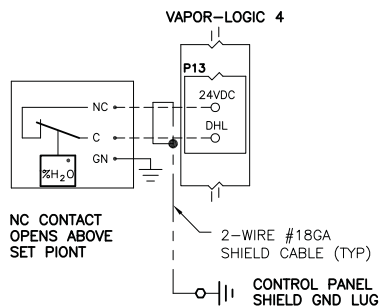 VAPOR-LOGIC 4
P13
24VDC
NC
DHL
C
GN
%H2O
NC CONTACT
OPENS ABOVE
SET PIONT
2-WIRE #18GA
SHIELD CABLE (TYP)
CONTROL PANEL
SHIELD GND LUG